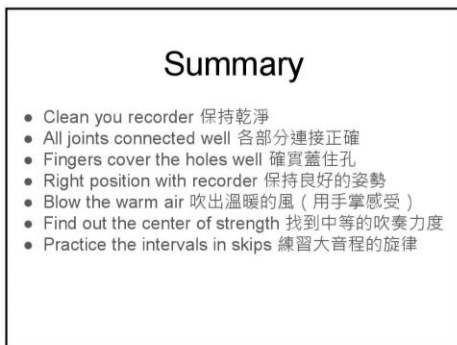 Summary
● Clean you recorder 保持乾淨
● All joints connected well 各部分連接正確
● Fingers cover the holes well 確實蓋住孔
● Right position with recorder 保持良好的姿勢
● Blow the warm air 吹出溫暖的風（用手掌感受）
● Find out the center of strength 找到中等的吹奏力度
● Practice the intervals in skips 練習大音程的旋律